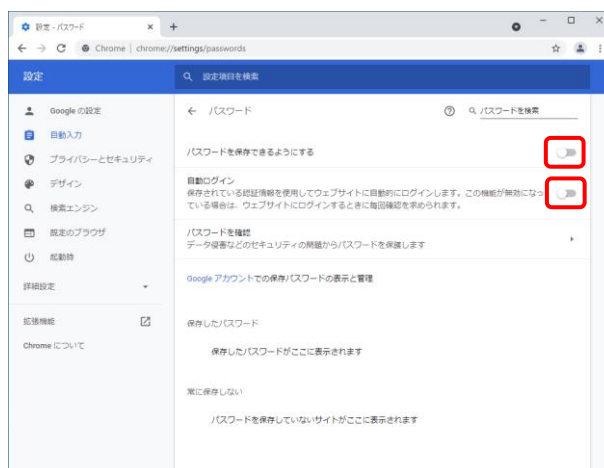 設定 - パスワード
Chrome | chrome://settings/passwords
設定
設定項目を検索
Google の設定
自動入力
プライバシーとセキュリティ
デザイン
検索エンジン
既定のブラウザ
起動時
詳細設定
拡張機能
Chrome について
パスワード
パスワードを検索
パスワードを保存できるようにする
自動ログイン
保存されている認証情報を使用してウェブサイトに自動的にログインします。この機能が無効になっ
ている場合は、ウェブサイトにログインするときに毎回確認を求められます。
パスワードを確認
データ侵害などのセキュリティの問題からパスワードを保護します
Google アカウントでの保存パスワードの表示と管理
保存したパスワード
保存したパスワードがここに表示されます
常に保存しない
パスワードを保存していないサイトがここに表示されます